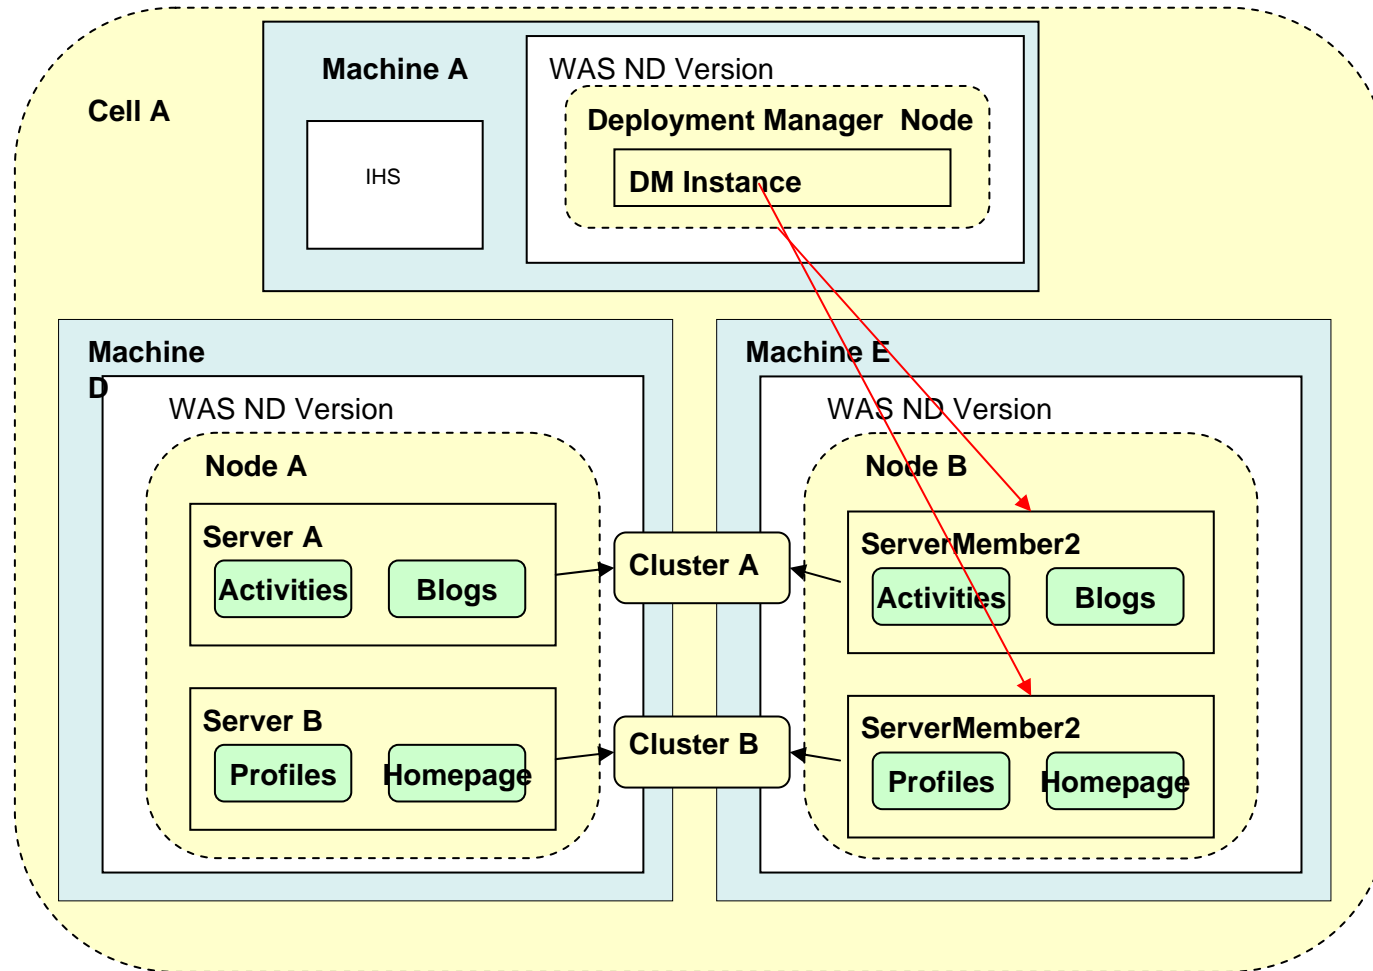 Cell A
Machine A
WAS ND Version
Deployment Manager  Node
DM Instance
IHS
Machine
D
WAS ND Version
Node A
Server A
Activities
Blogs
Server B
Profiles
Homepage
Cluster A
Cluster B
Machine E
WAS ND Version
Node B
ServerMember2
Activities
Blogs
ServerMember2
Profiles
Homepage